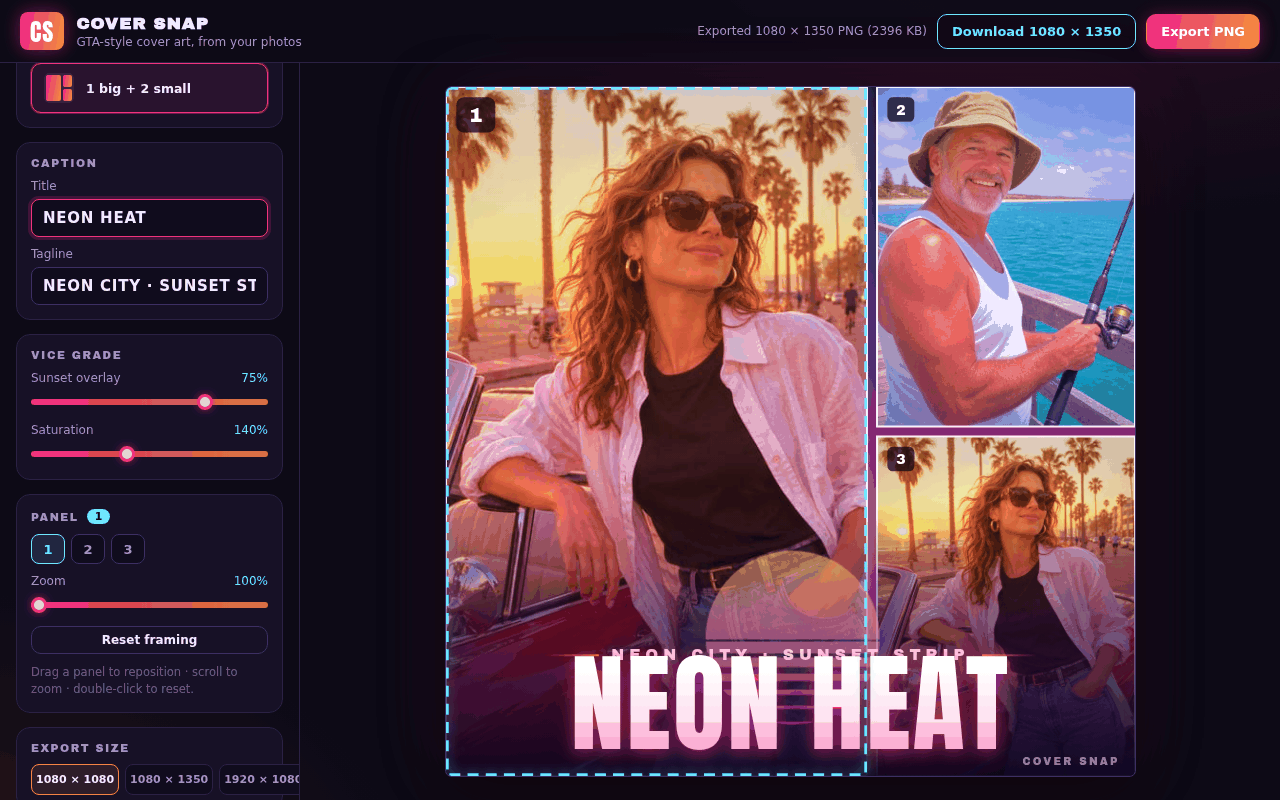 CS
COVER SNAP
GTA-style cover art, from your photos
Exported 1080 × 1350 PNG (2396 KB)
Download 1080 × 1350
Export PNG
1 big + 2 small
CAPTION
Title
NEON HEAT
Tagline
NEON CITY · SUNSET ST
VICE GRADE
Sunset overlay
75%
Saturation
140%
PANEL
1
1
2
3
Zoom
100%
Reset framing
Drag a panel to reposition · scroll to
zoom · double-click to reset.
EXPORT SIZE
1080 × 1080
1080 × 1350
1920 × 1080
1
2
3
NEON CITY · SUNSET STRIP
NEON HEAT
COVER SNAP